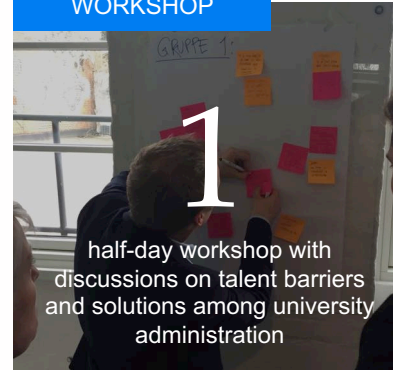 WORKSHOP
GRUPPE 1:
1
half-day workshop with
discussions on talent barriers
and solutions among university
administration